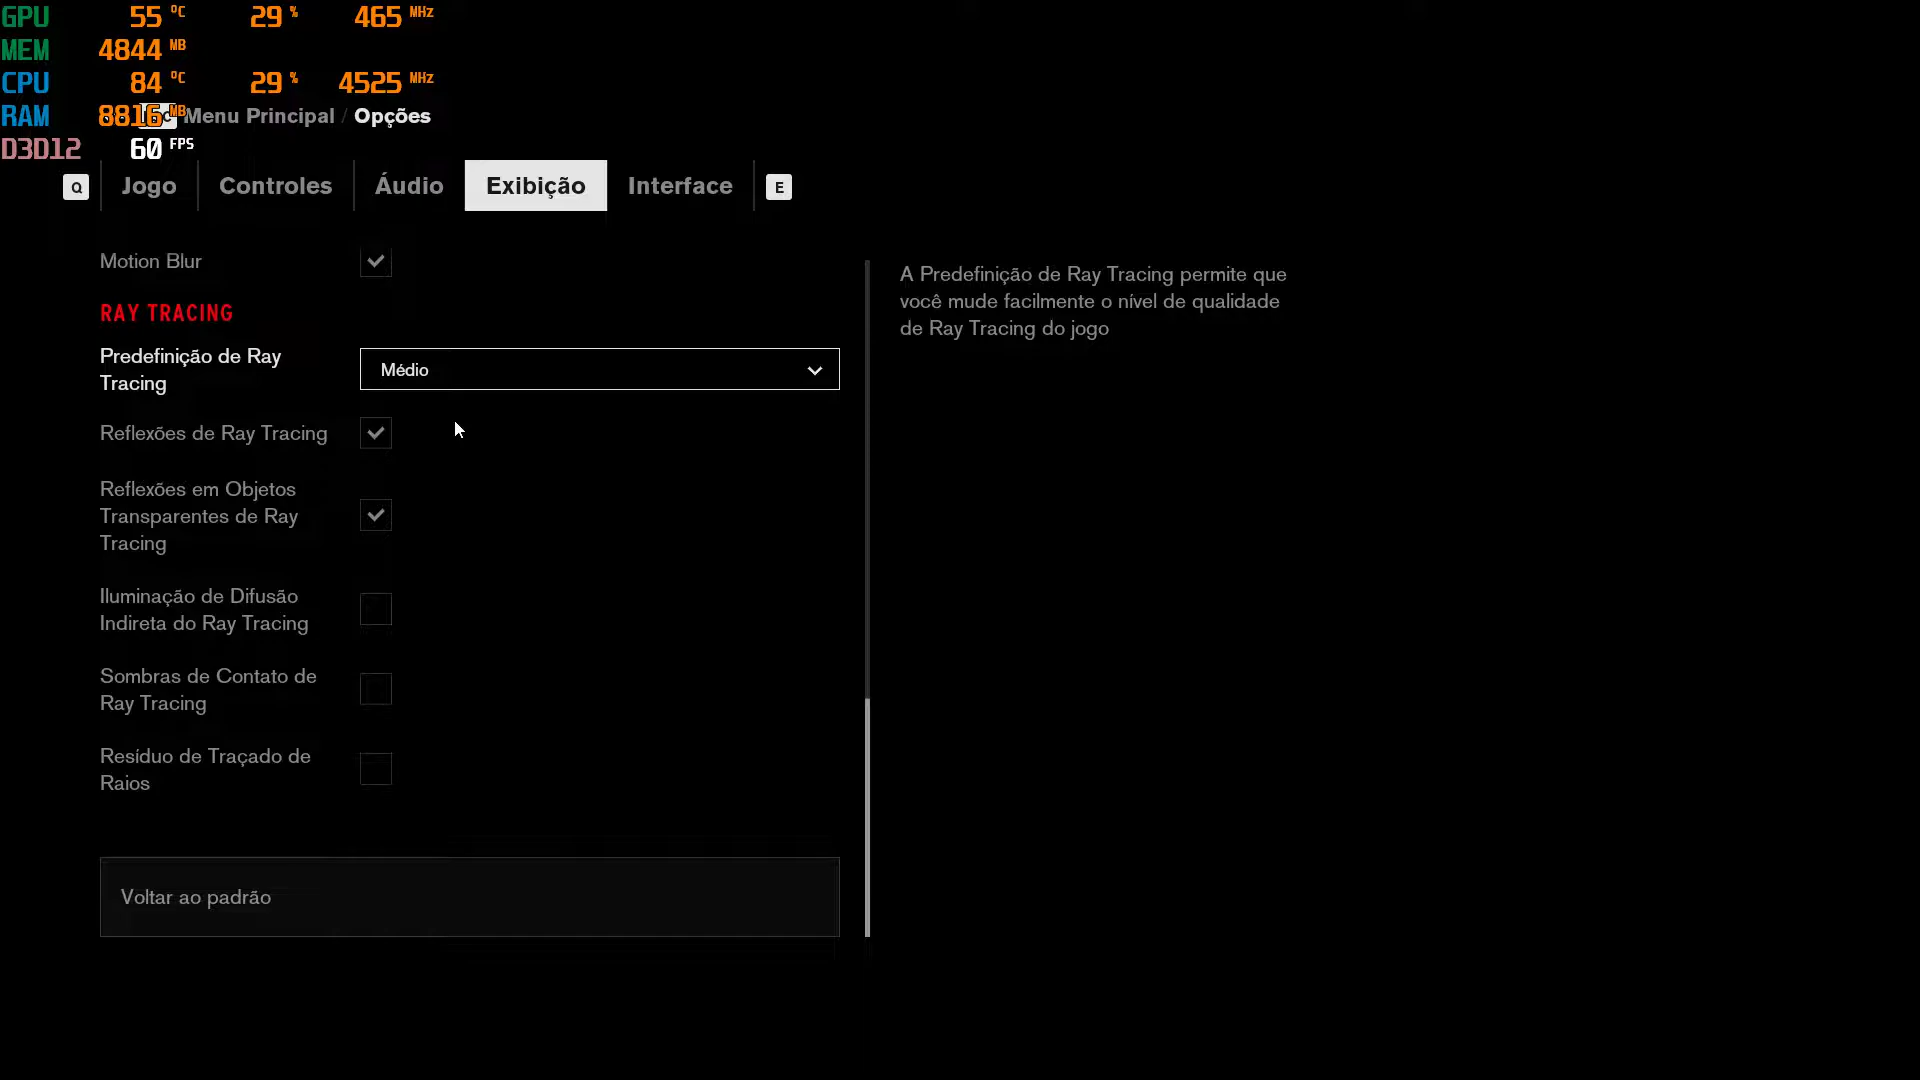 GPU 55 °C 29 % 465 MHz
MEM 4844 MB
CPU 84 °C 29 % 4525 MHz
RAM 8816 MB
Menu Principal / Opções
D3D12 60 FPS
Q Jogo Controles Áudio Exibição Interface E
Motion Blur
RAY TRACING
Predefinição de Ray
Tracing
Médio
Reflexões de Ray Tracing
Reflexões em Objetos
Transparentes de Ray
Tracing
Iluminação de Difusão
Indireta do Ray Tracing
Sombras de Contato de
Ray Tracing
Resíduo de Traçado de
Raios
Voltar ao padrão
A Predefinição de Ray Tracing permite que
você mude facilmente o nível de qualidade
de Ray Tracing do jogo